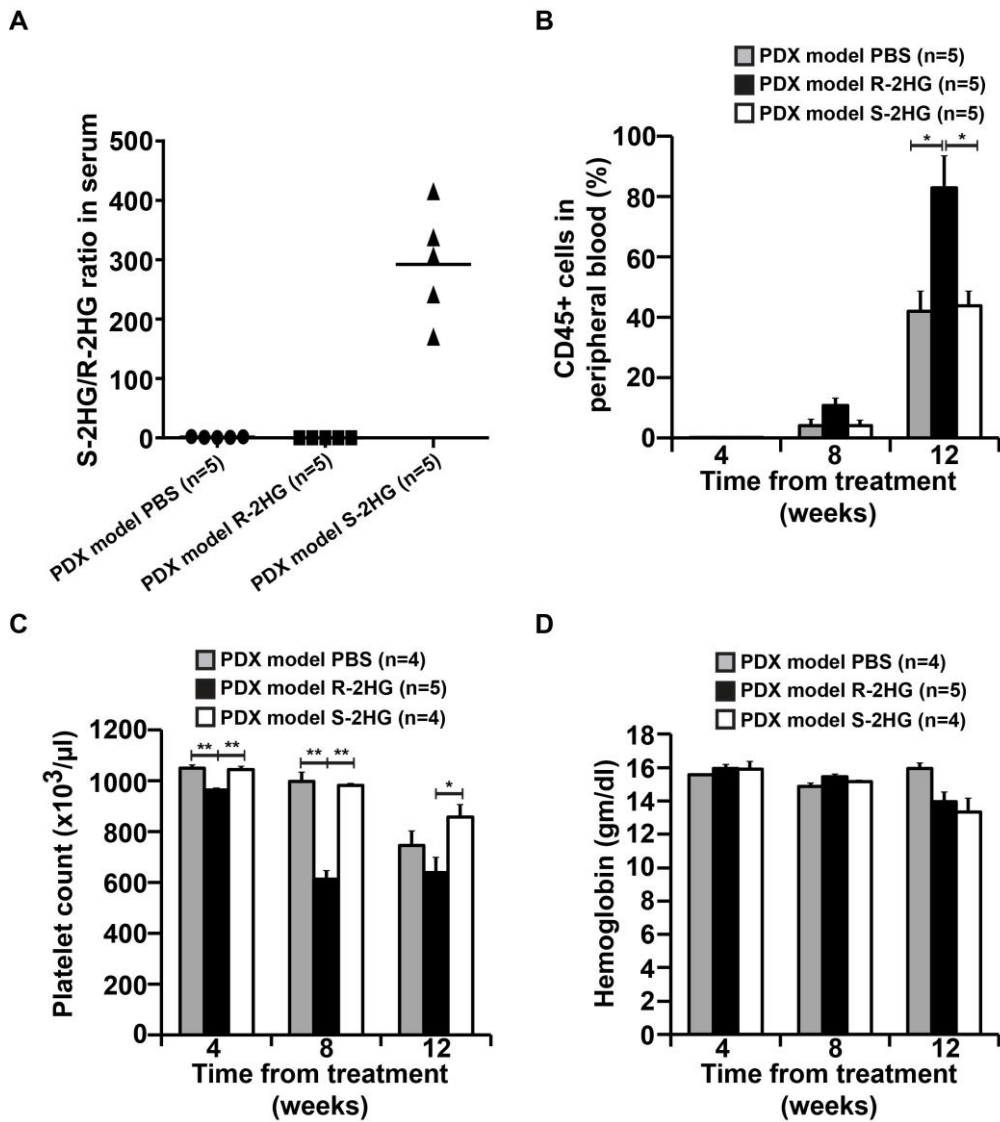 A
S-2HG/R-2HG ratio in serum
500
400
300
200
100
0
PDX model PBS (n=5)
PDX model R-2HG (n=5)
PDX model S-2HG (n=5)
B
PDX model PBS (n=5)
PDX model R-2HG (n=5)
PDX model S-2HG (n=5)
CD45+ cells in
peripheral blood (%)
100
80
60
40
20
0
* *
4 8 12
Time from treatment
(weeks)
C
PDX model PBS (n=4)
PDX model R-2HG (n=5)
PDX model S-2HG (n=4)
Platelet count (x10³/µl)
1200
1000
800
600
400
200
0
** ** ** ** *
4 8 12
Time from treatment
(weeks)
D
PDX model PBS (n=4)
PDX model R-2HG (n=5)
PDX model S-2HG (n=4)
Hemoglobin (gm/dl)
18
16
14
12
10
8
6
4
2
0
4 8 12
Time from treatment
(weeks)